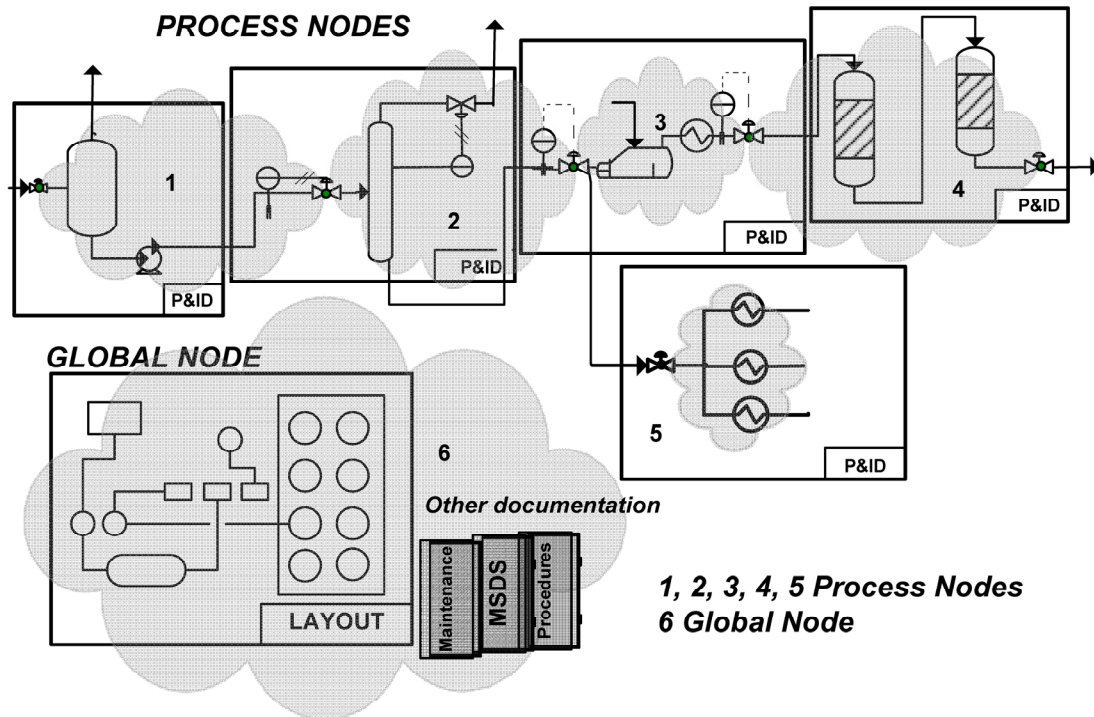 PROCESS NODES
1
P&ID
2
P&ID
3
P&ID
4
P&ID
5
P&ID
GLOBAL NODE
6
LAYOUT
Other documentation
Maintenance
MSDS
Procedures
1, 2, 3, 4, 5 Process Nodes
6 Global Node